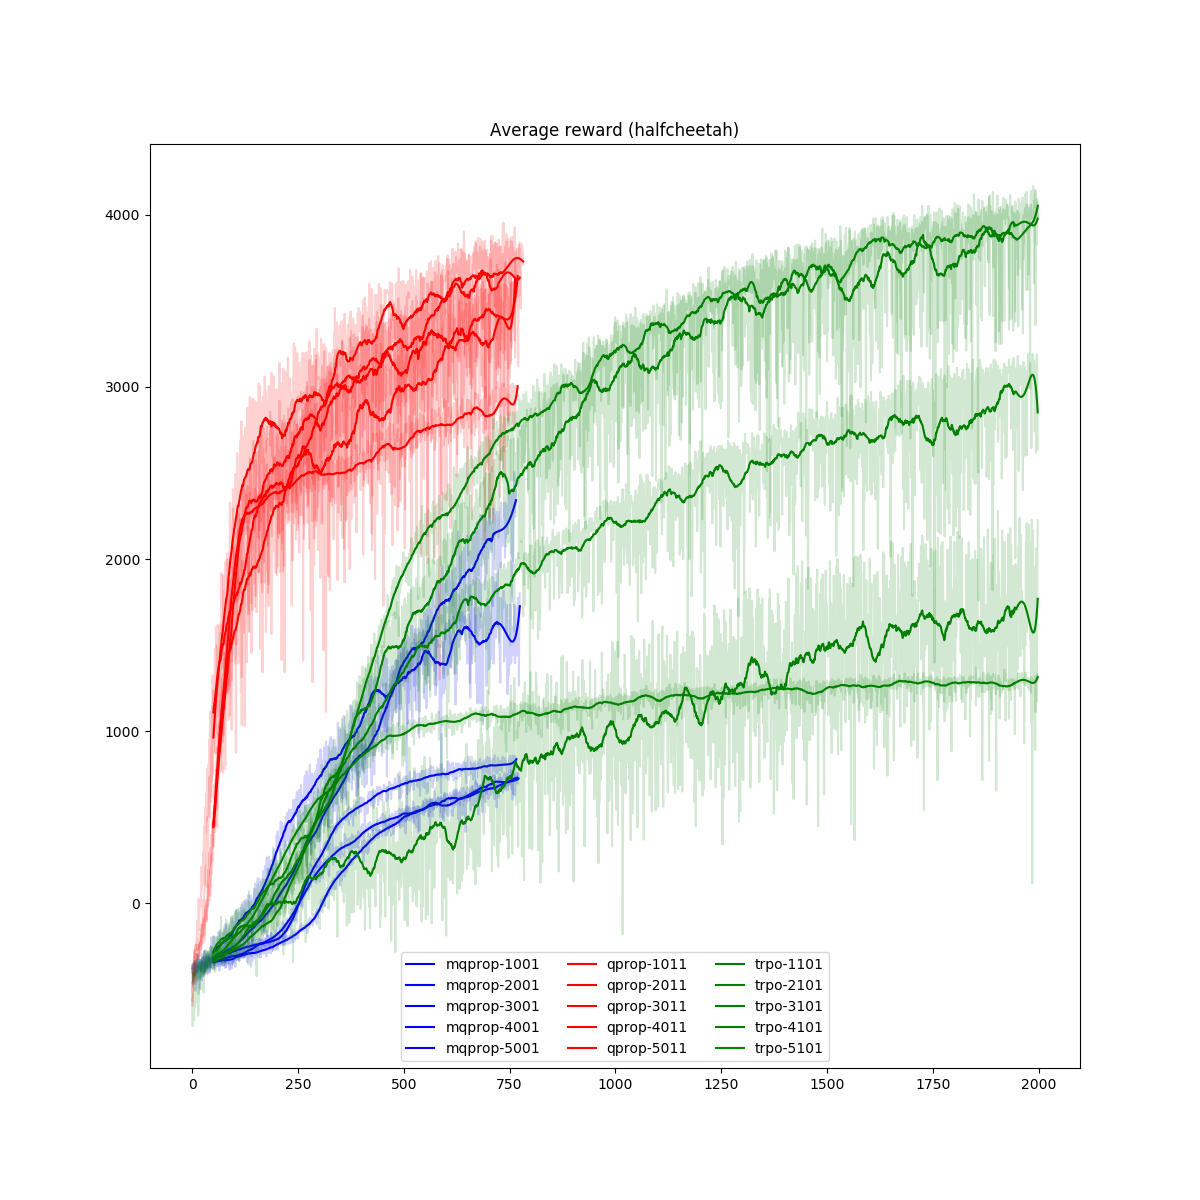 Average reward (halfcheetah)
4000
3000
2000
1000
0
mqprop-1001 qprop-1011 trpo-1101
mqprop-2001 qprop-2011 trpo-2101
mqprop-3001 qprop-3011 trpo-3101
mqprop-4001 qprop-4011 trpo-4101
mqprop-5001 qprop-5011 trpo-5101
0 250 500 750 1000 1250 1500 1750 2000